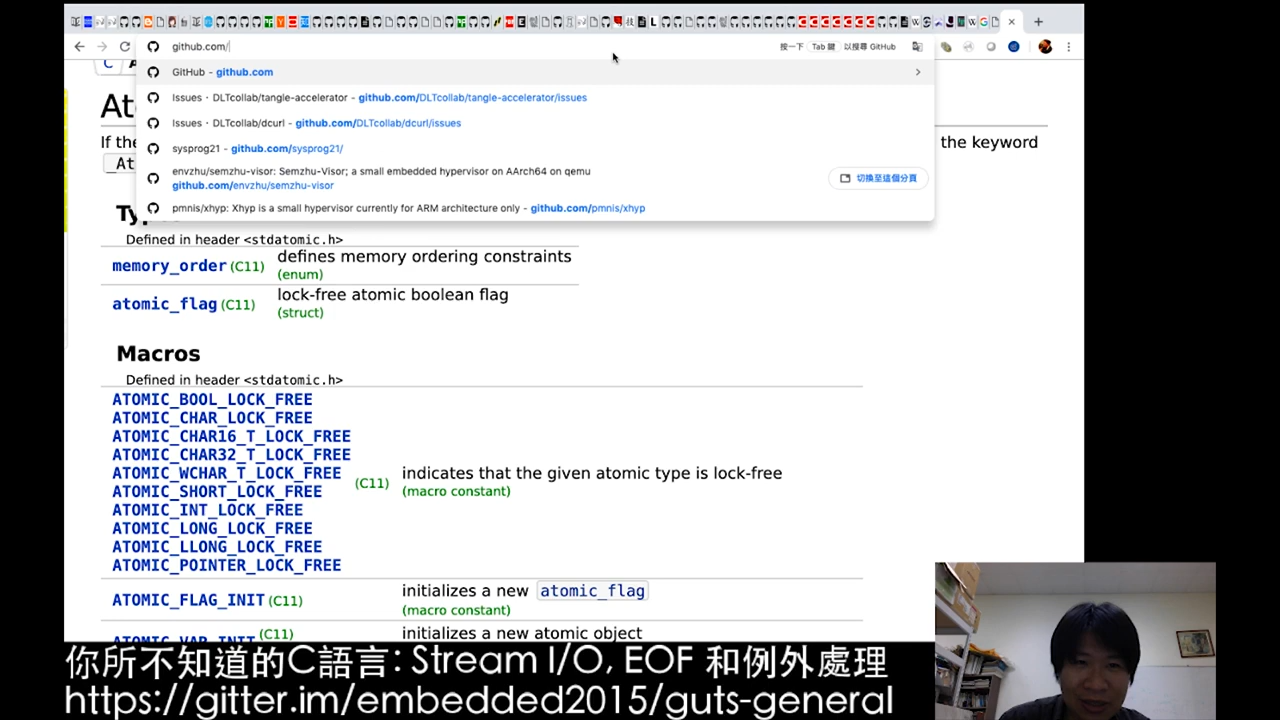 github.com/
按一下 Tab 鍵 以搜尋 GitHub
GitHub - github.com
Issues · DLTcollab/tangle-accelerator - github.com/DLTcollab/tangle-accelerator/issues
Issues · DLTcollab/dcurl - github.com/DLTcollab/dcurl/issues
sysprog21 - github.com/sysprog21/
envzhu/semzhu-visor: Semzhu-Visor; a small embedded hypervisor on AArch64 on qemu
github.com/envzhu/semzhu-visor
切換至這個分頁
pmnis/xhyp: Xhyp is a small hypervisor currently for ARM architecture only - github.com/pmnis/xhyp
C
If the
the keyword
_At
Defined in header <stdatomic.h>
memory_order (C11) defines memory ordering constraints
(enum)
atomic_flag (C11) lock-free atomic boolean flag
(struct)
Macros
Defined in header <stdatomic.h>
ATOMIC_BOOL_LOCK_FREE
ATOMIC_CHAR_LOCK_FREE
ATOMIC_CHAR16_T_LOCK_FREE
ATOMIC_CHAR32_T_LOCK_FREE
ATOMIC_WCHAR_T_LOCK_FREE
ATOMIC_SHORT_LOCK_FREE
ATOMIC_INT_LOCK_FREE
ATOMIC_LONG_LOCK_FREE
ATOMIC_LLONG_LOCK_FREE
ATOMIC_POINTER_LOCK_FREE
(C11)
indicates that the given atomic type is lock-free
(macro constant)
ATOMIC_FLAG_INIT (C11) initializes a new atomic_flag
(macro constant)
ATOMIC_VAR_INIT (C11) initializes a new atomic object
你所不知道的C語言: Stream I/O, EOF 和例外處理
https://gitter.im/embedded2015/guts-general